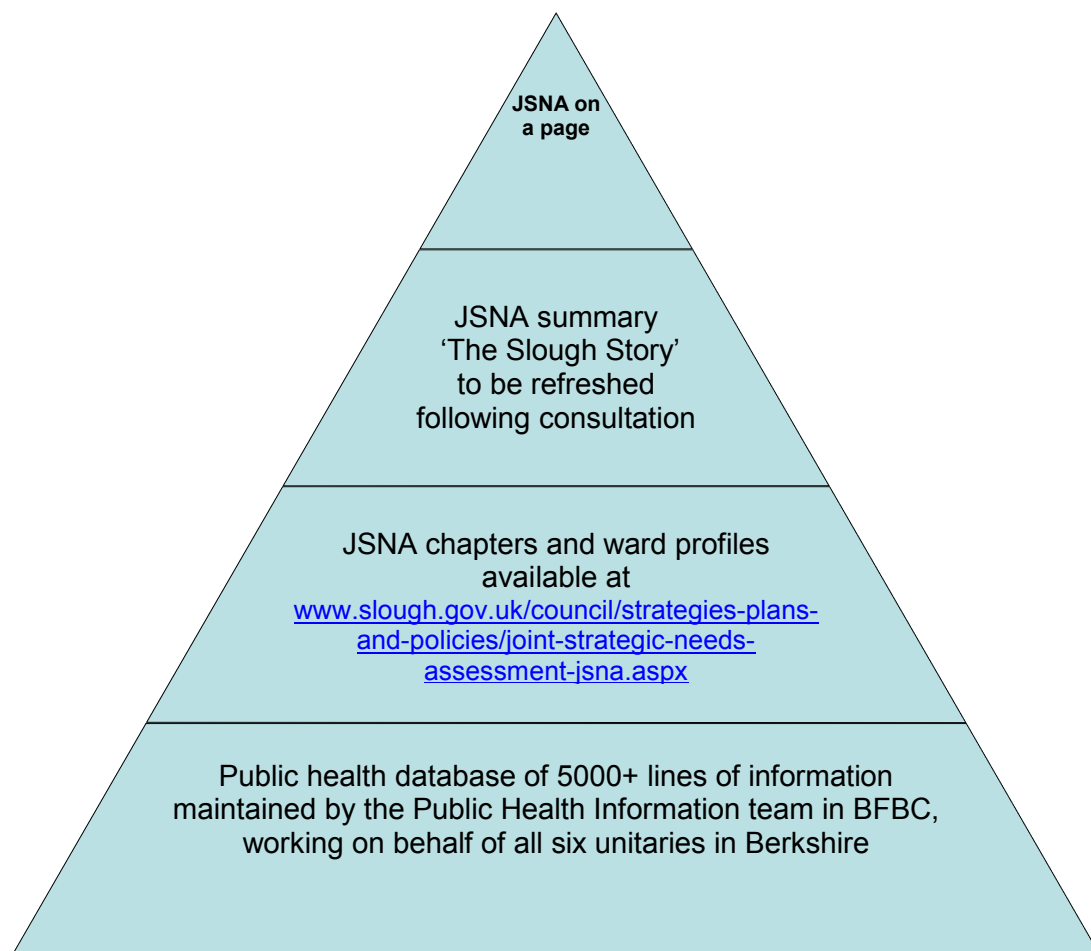 JSNA on
a page
JSNA summary
‘The Slough Story’
to be refreshed
following consultation
JSNA chapters and ward profiles
available at
www.slough.gov.uk/council/strategies-plans-
and-policies/joint-strategic-needs-
assessment-jsna.aspx
Public health database of 5000+ lines of information
maintained by the Public Health Information team in BFBC,
working on behalf of all six unitaries in Berkshire